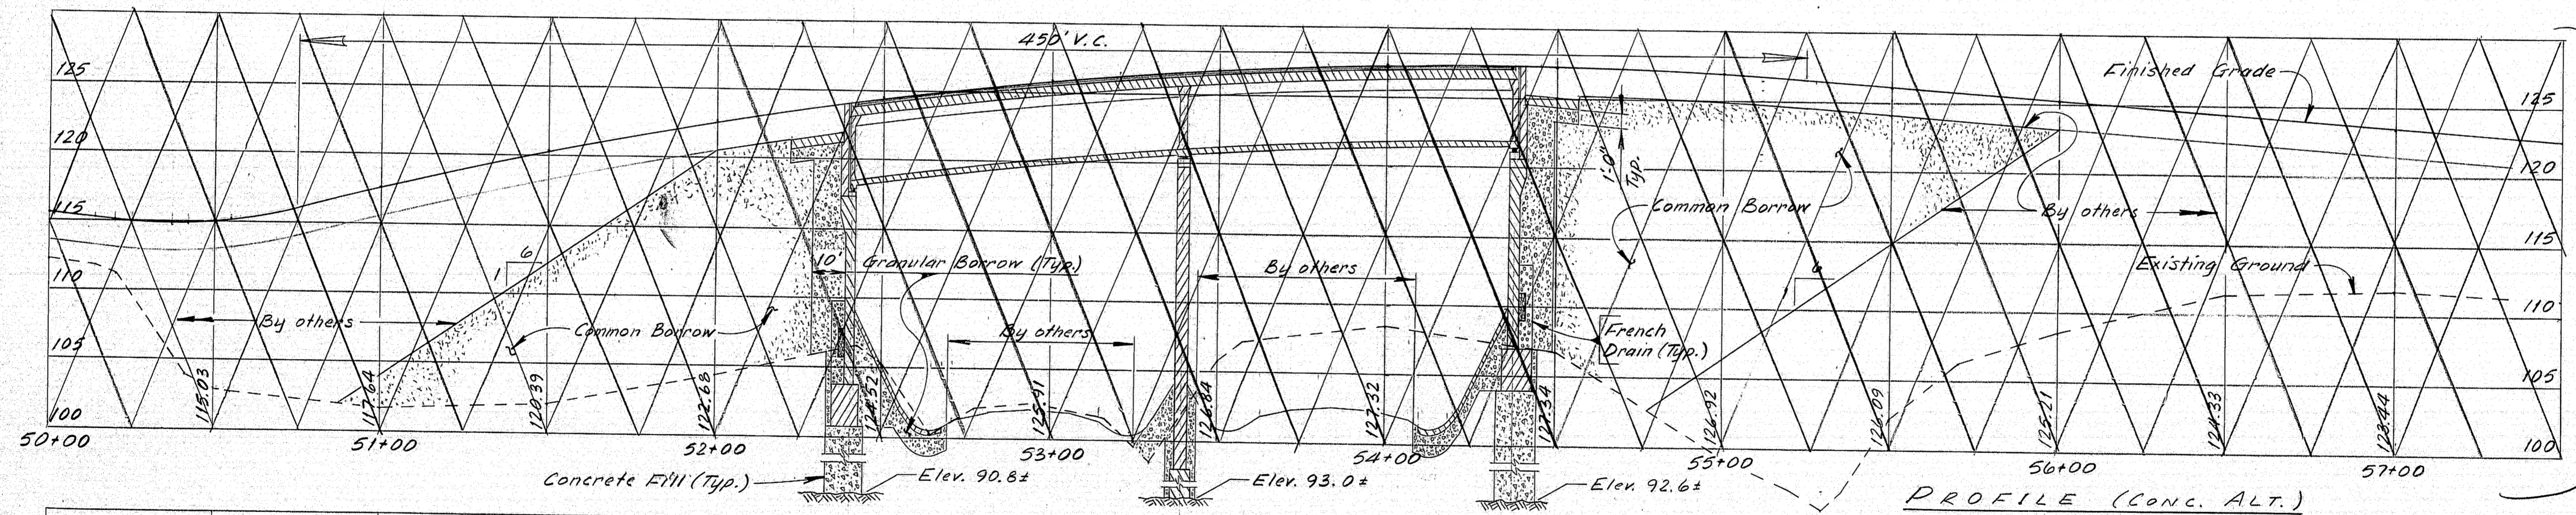 450' V.C.
125
Finished Grade
125
120
1'-0"
Typ.
120
115
Common Borrow
By others
115
6
1
10'
Granular Borrow (Typ.)
By others
6
1
Existing Ground
110
110
By others
Common Borrow
By others
French
Drain (Typ.)
105
105
115.03
117.64
120.39
122.68
124.52
125.91
126.84
127.32
127.34
126.92
126.09
125.21
124.33
123.44
100
100
50+00
51+00
52+00
53+00
54+00
55+00
56+00
57+00
Concrete Fill (Typ.)
Elev. 90.8±
Elev. 93.0±
Elev. 92.6±
PROFILE (CONC. ALT.)